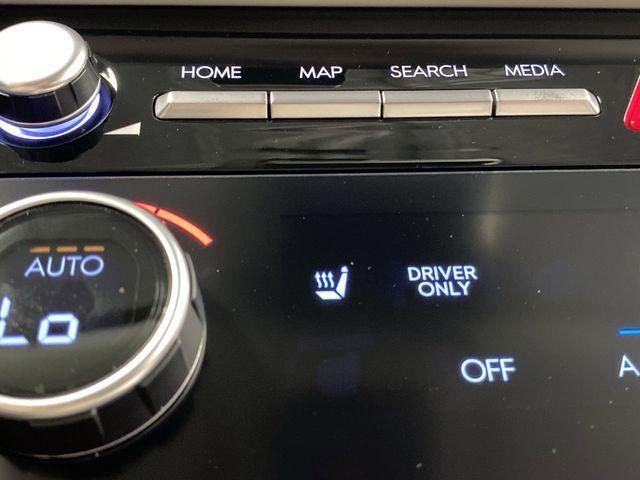 HOME MAP SEARCH MEDIA
AUTO
Lo
DRIVER
ONLY
OFF